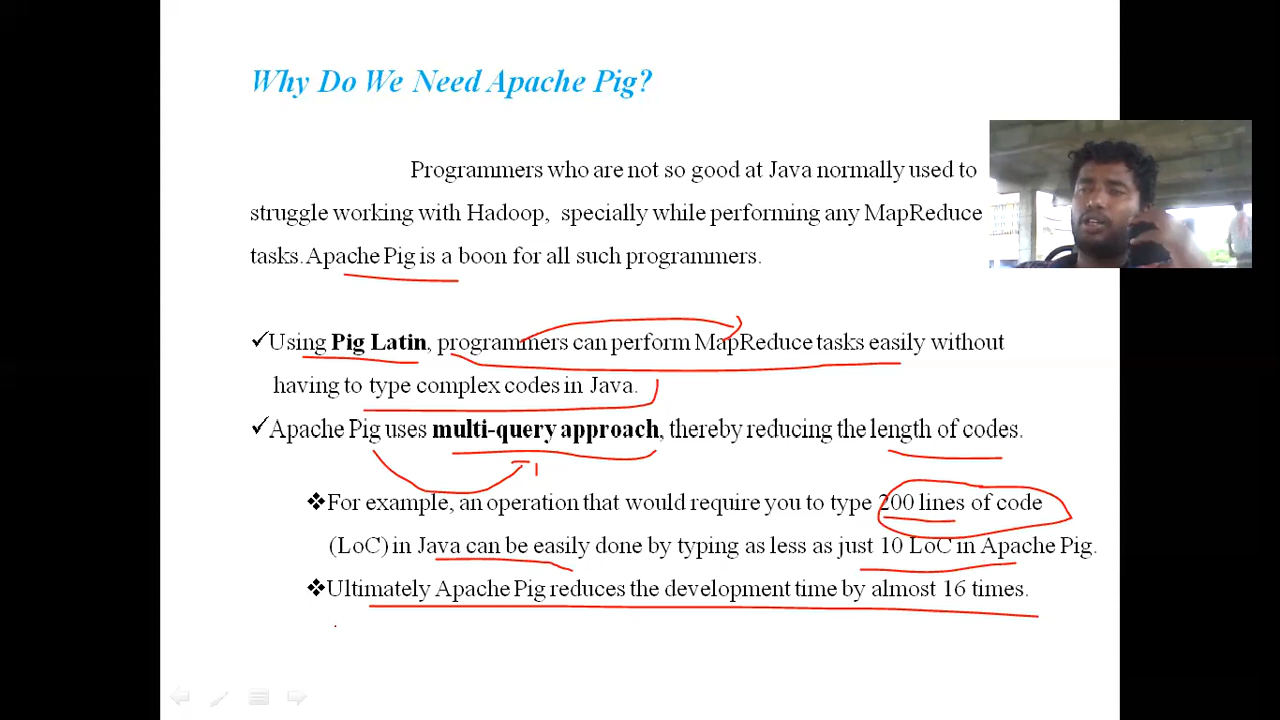 Why Do We Need Apache Pig?
Programmers who are not so good at Java normally used to
struggle working with Hadoop, specially while performing any MapReduce
tasks.Apache Pig is a boon for all such programmers.
✓Using Pig Latin, programmers can perform MapReduce tasks easily without
having to type complex codes in Java.
✓Apache Pig uses multi-query approach, thereby reducing the length of codes.
❖For example, an operation that would require you to type 200 lines of code
(LoC) in Java can be easily done by typing as less as just 10 LoC in Apache Pig.
❖Ultimately Apache Pig reduces the development time by almost 16 times.